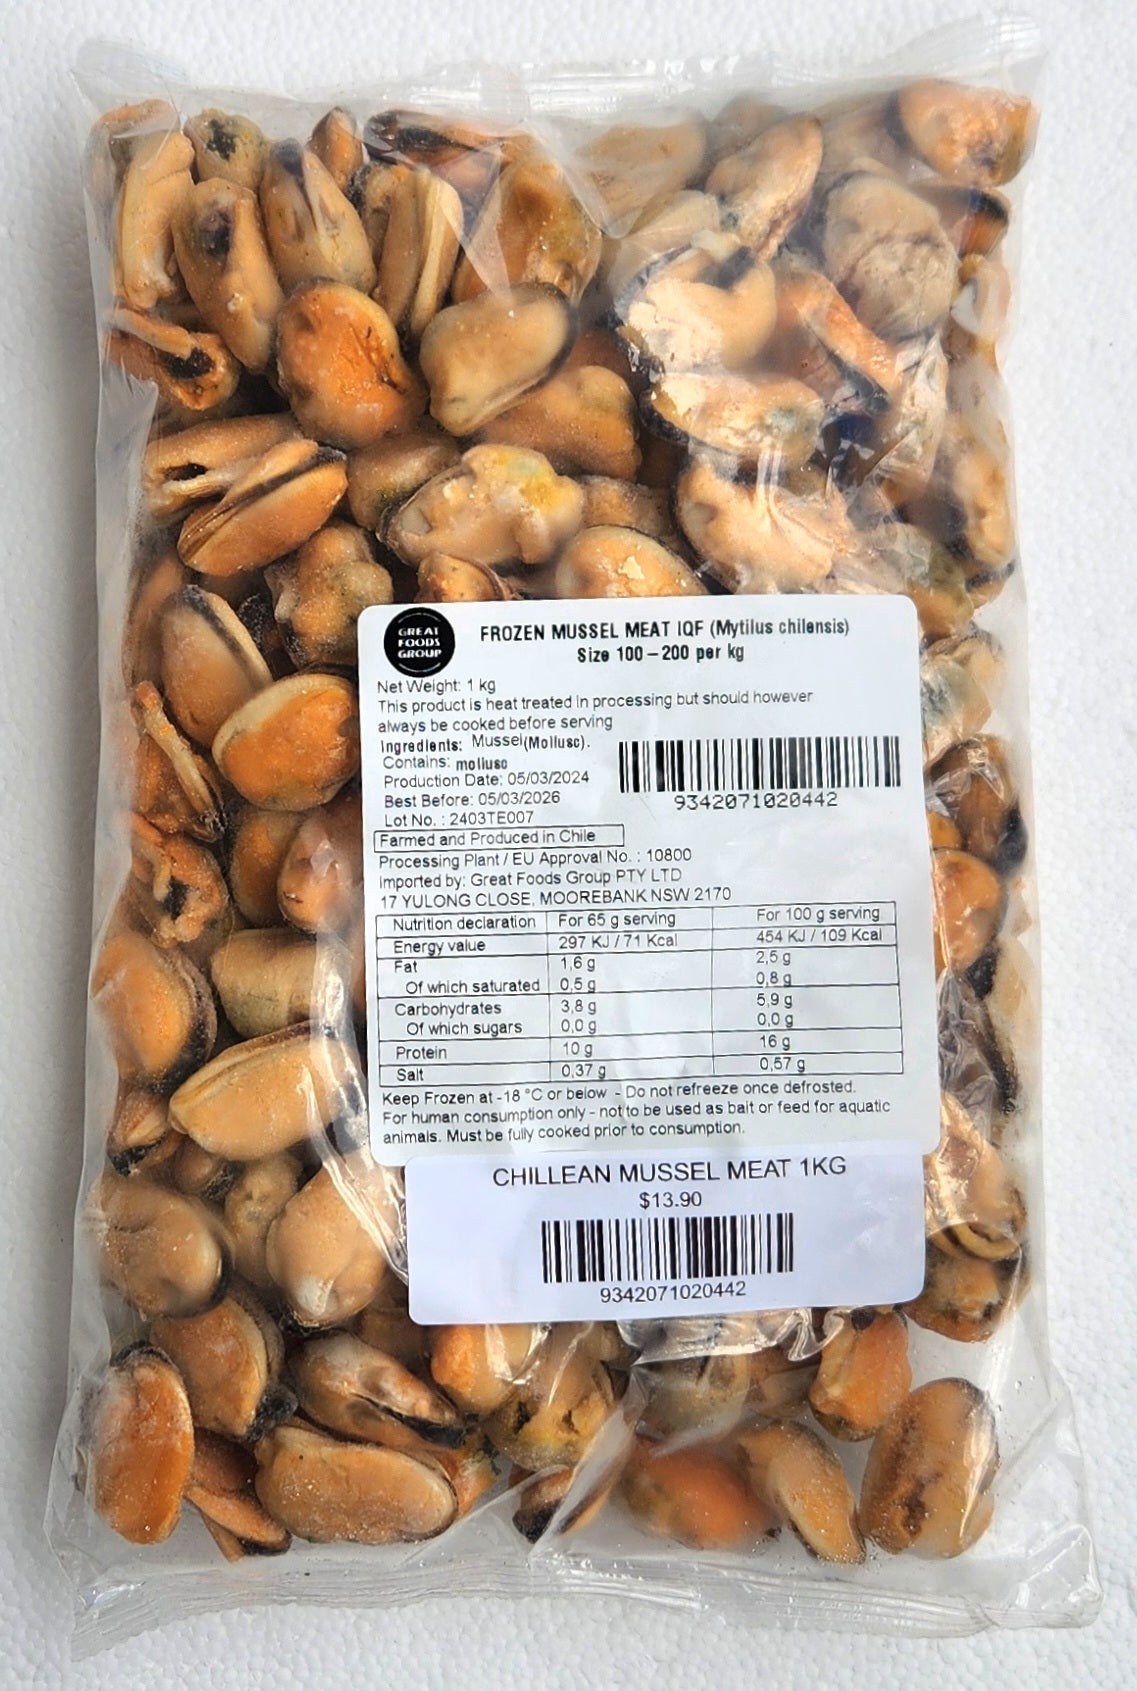 GREAT
FOODS
GROUP
FROZEN MUSSEL MEAT IQF (Mytilus chilensis)
Size 100 – 200 per kg
Net Weight: 1 kg
This product is heat treated in processing but should however
always be cooked before serving
Ingredients: Mussel(Mollusc).
Contains: mollusc
Production Date: 05/03/2024
Best Before: 05/03/2026
Lot No. : 2403TE007
9342071020442
Farmed and Produced in Chile
Processing Plant / EU Approval No. : 10800
Imported by: Great Foods Group PTY LTD
17 YULONG CLOSE, MOOREBANK NSW 2170
Nutrition declaration For 65 g serving For 100 g serving
Energy value 297 KJ / 71 Kcal 454 KJ / 109 Kcal
Fat 1,6 g 2,5 g
Of which saturated 0,5 g 0,8 g
Carbohydrates 3,8 g 5,9 g
Of which sugars 0,0 g 0,0 g
Protein 10 g 16 g
Salt 0,37 g 0,57 g
Keep Frozen at -18 °C or below - Do not refreeze once defrosted.
For human consumption only - not to be used as bait or feed for aquatic
animals. Must be fully cooked prior to consumption.
CHILLEAN MUSSEL MEAT 1KG
$13.90
9342071020442